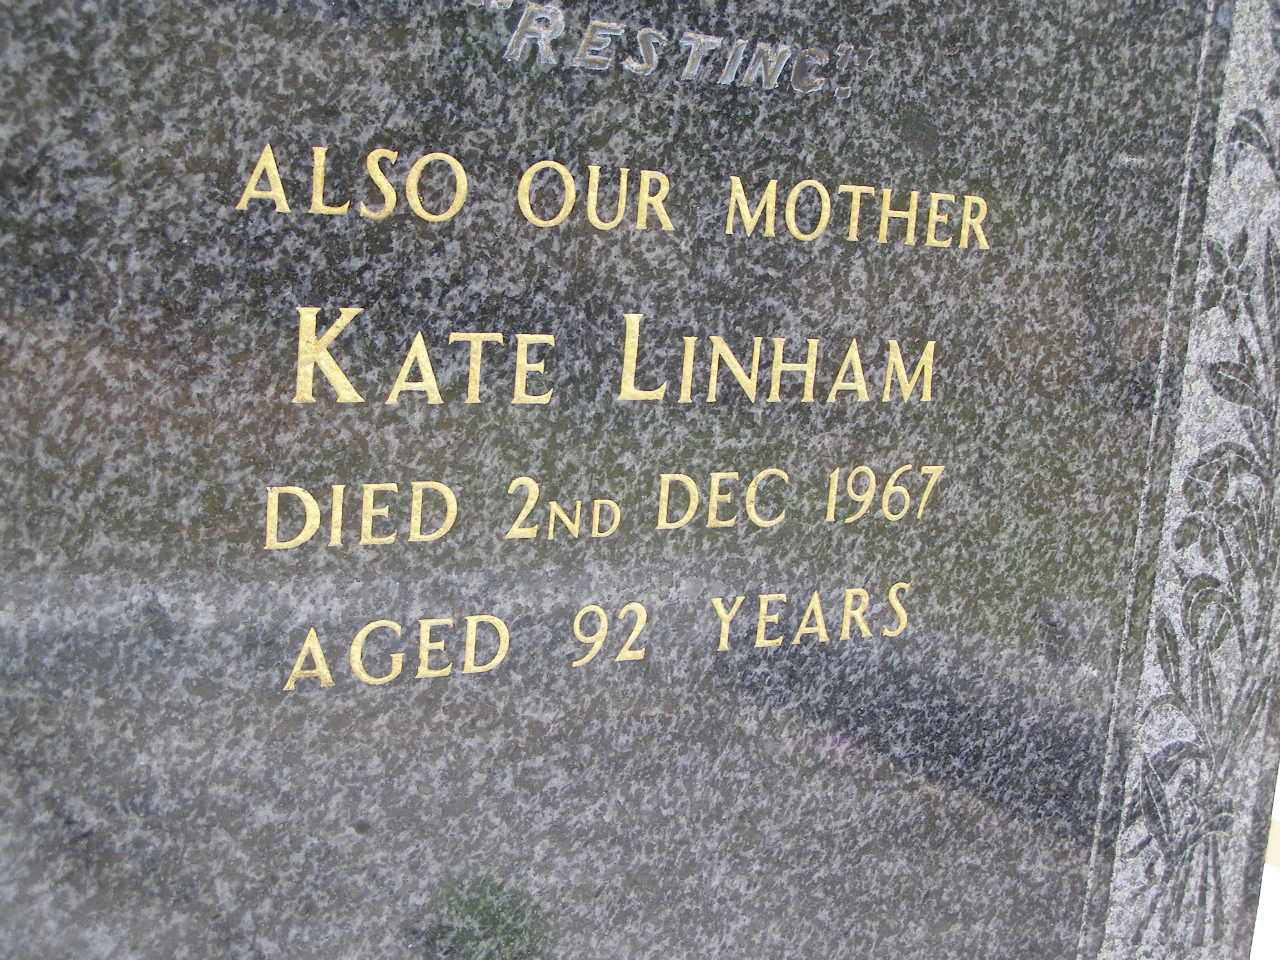 "RESTING."
ALSO OUR MOTHER
KATE LINHAM
DIED 2ND DEC 1967
AGED 92 YEARS